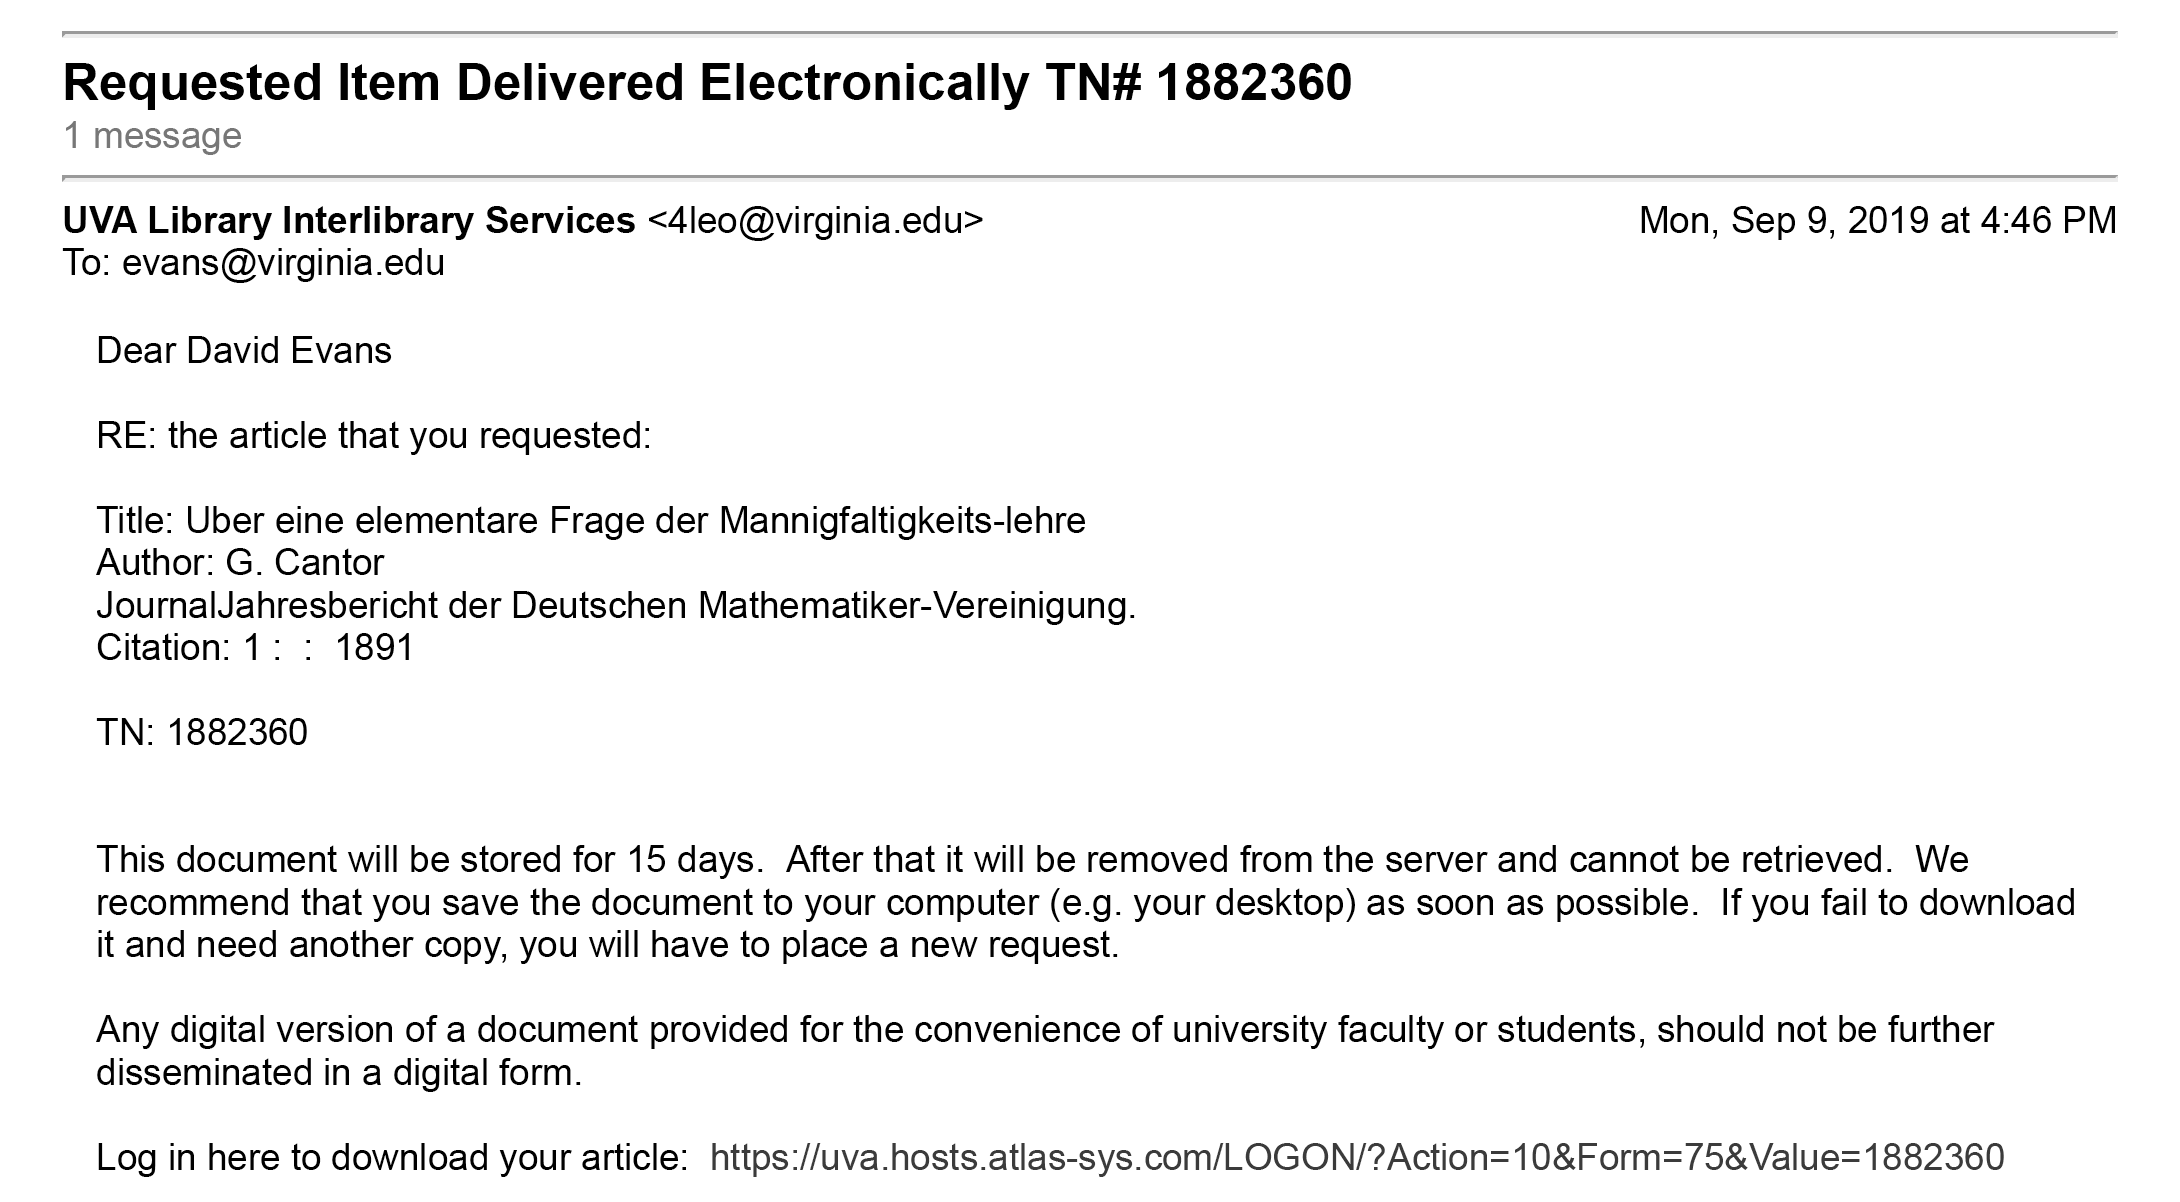 Requested Item Delivered Electronically TN# 1882360
1 message
UVA Library Interlibrary Services <4leo@virginia.edu> Mon, Sep 9, 2019 at 4:46 PM
To: evans@virginia.edu
Dear David Evans
RE: the article that you requested:
Title: Uber eine elementare Frage der Mannigfaltigkeits-lehre
Author: G. Cantor
JournalJahresbericht der Deutschen Mathematiker-Vereinigung.
Citation: 1 :  :  1891
TN: 1882360
This document will be stored for 15 days.  After that it will be removed from the server and cannot be retrieved.  We
recommend that you save the document to your computer (e.g. your desktop) as soon as possible.  If you fail to download
it and need another copy, you will have to place a new request.
Any digital version of a document provided for the convenience of university faculty or students, should not be further
disseminated in a digital form.
Log in here to download your article:  https://uva.hosts.atlas-sys.com/LOGON/?Action=10&Form=75&Value=1882360